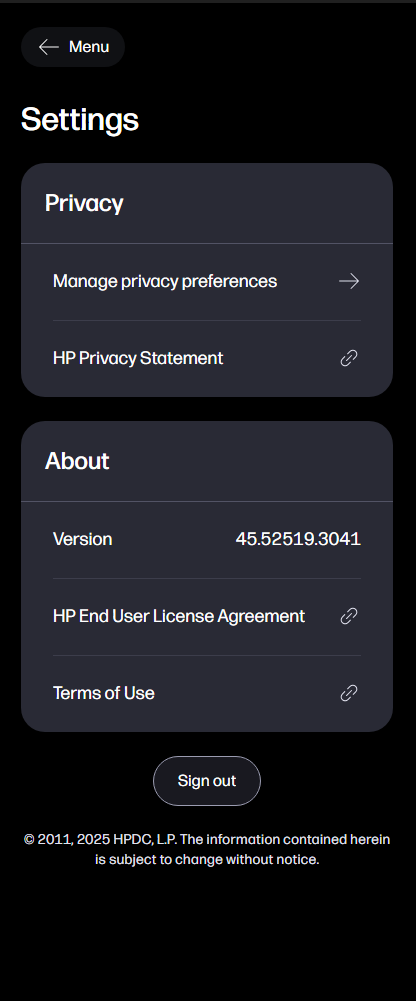 Menu
Settings
Privacy
Manage privacy preferences
HP Privacy Statement
About
Version 45.52519.3041
HP End User License Agreement
Terms of Use
Sign out
© 2011, 2025 HPDC, L.P. The information contained herein
is subject to change without notice.